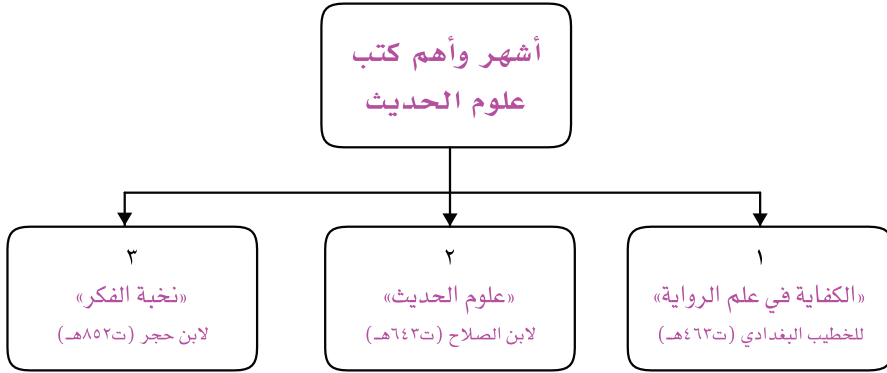 أشهر وأهم كتب
علوم الحديث
١
«الكفاية في علم الرواية»
للخطيب البغدادي (ت٤٦٣هـ)
٢
«علوم الحديث»
لابن الصلاح (ت٦٤٣هـ)
٣
«نخبة الفكر»
لابن حجر (ت٨٥٢هـ)